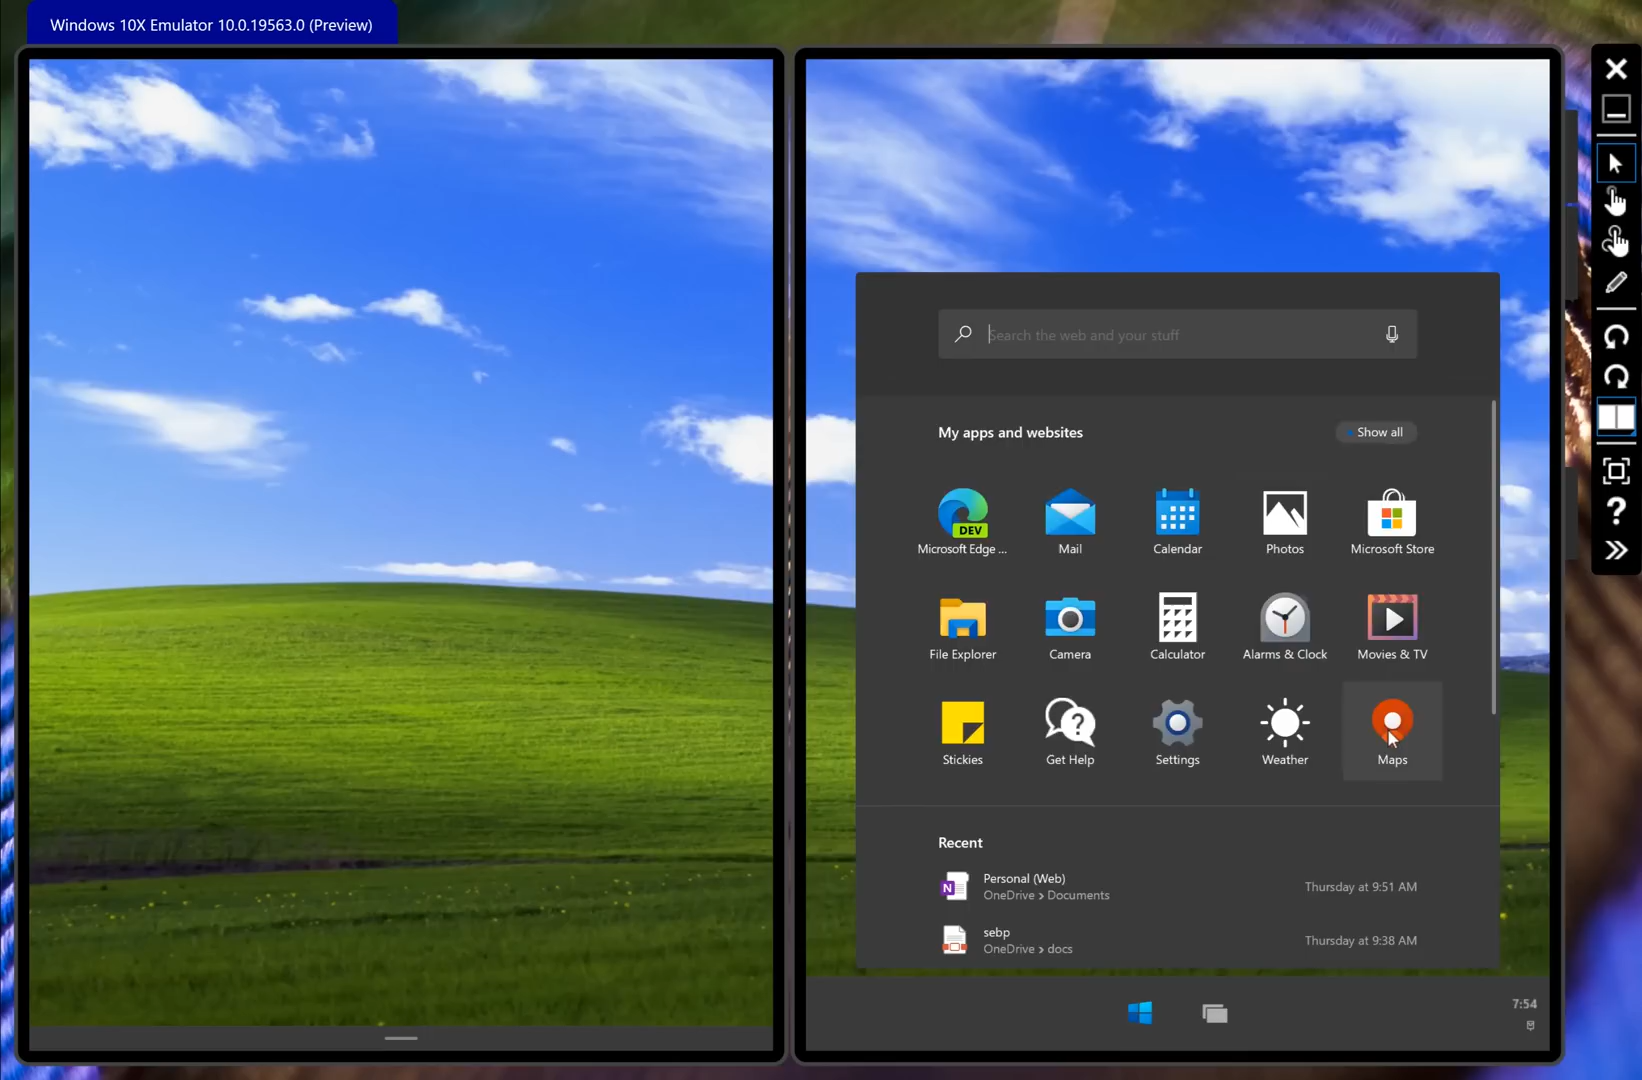 Windows 10X Emulator 10.0.19563.0 (Preview)
Search the web and your stuff
My apps and websites
Show all
DEV
Microsoft Edge ...
Mail
Calendar
Photos
Microsoft Store
File Explorer
Camera
Calculator
Alarms & Clock
Movies & TV
Stickies
Get Help
Settings
Weather
Maps
Recent
N
Personal (Web)
OneDrive > Documents
Thursday at 9:51 AM
sebp
OneDrive > docs
Thursday at 9:38 AM
7:54